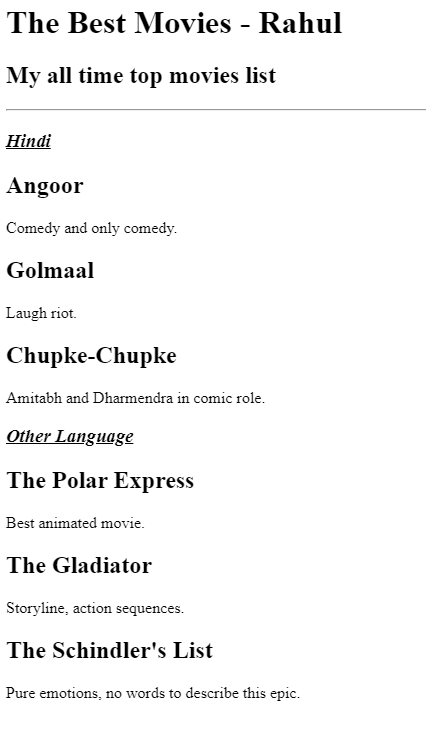 The Best Movies - Rahul
My all time top movies list
Hindi
Angoor
Comedy and only comedy.
Golmaal
Laugh riot.
Chupke-Chupke
Amitabh and Dharmendra in comic role.
Other Language
The Polar Express
Best animated movie.
The Gladiator
Storyline, action sequences.
The Schindler's List
Pure emotions, no words to describe this epic.